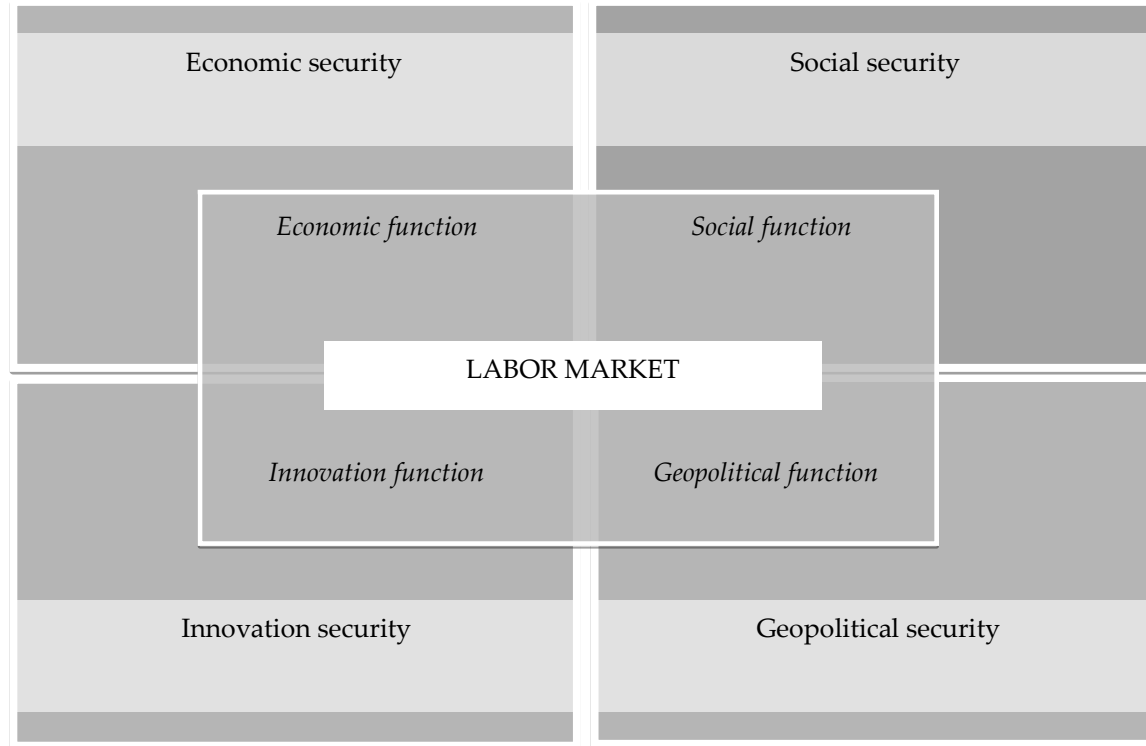 Economic security
Social security
Economic function
Social function
LABOR MARKET
Innovation function
Geopolitical function
Innovation security
Geopolitical security